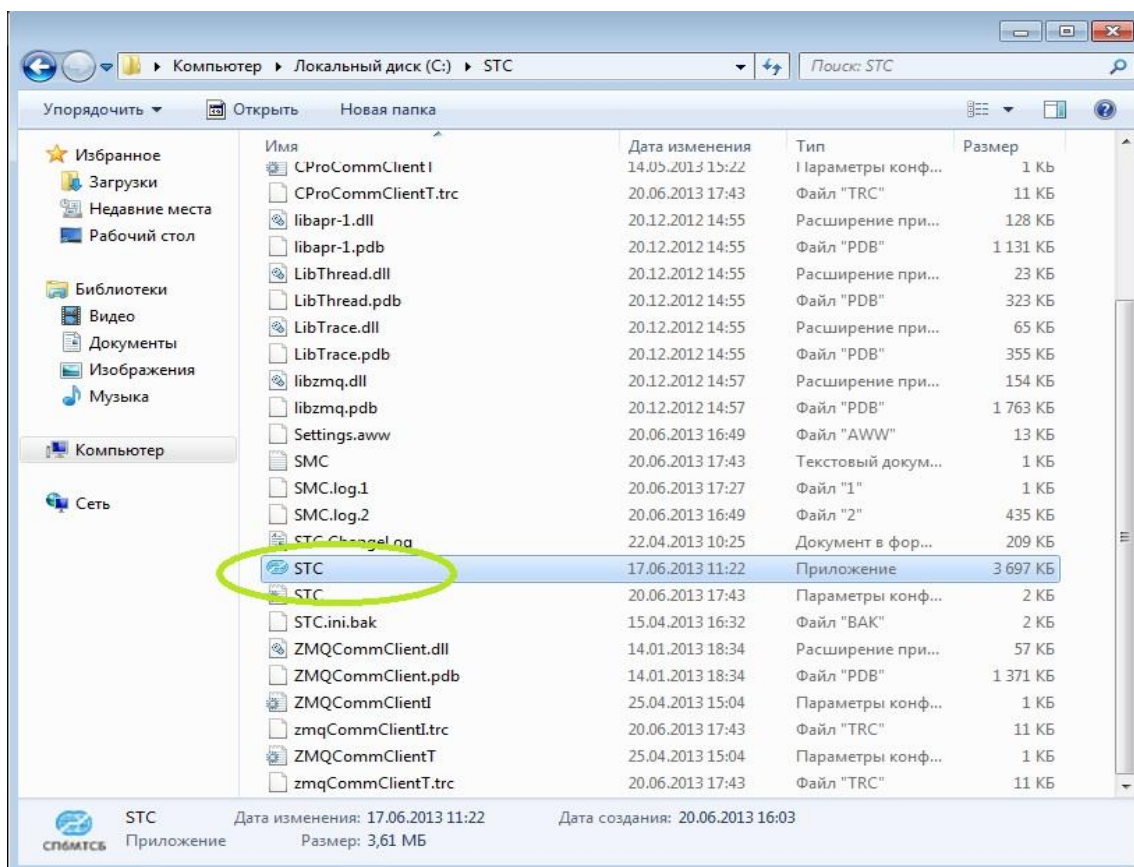 Компьютер ▸ Локальный диск (C:) ▸ STC Поиск: STC
Упорядочить ▼ Открыть Новая папка
Имя Дата изменения Тип Размер
Избранное
Загрузки
Недавние места
Рабочий стол
Библиотеки
Видео
Документы
Изображения
Музыка
Компьютер
Сеть
CProCommClientT 14.05.2013 15:22 Параметры конф... 1 КБ
CProCommClientT.trc 20.06.2013 17:43 Файл "TRC" 11 КБ
libapr-1.dll 20.12.2012 14:55 Расширение при... 128 КБ
libapr-1.pdb 20.12.2012 14:55 Файл "PDB" 1 131 КБ
LibThread.dll 20.12.2012 14:55 Расширение при... 23 КБ
LibThread.pdb 20.12.2012 14:55 Файл "PDB" 323 КБ
LibTrace.dll 20.12.2012 14:55 Расширение при... 65 КБ
LibTrace.pdb 20.12.2012 14:55 Файл "PDB" 355 КБ
libzmq.dll 20.12.2012 14:57 Расширение при... 154 КБ
libzmq.pdb 20.12.2012 14:57 Файл "PDB" 1 763 КБ
Settings.aww 20.06.2013 16:49 Файл "AWW" 13 КБ
SMC 20.06.2013 17:43 Текстовый докум... 1 КБ
SMC.log.1 20.06.2013 17:27 Файл "1" 1 КБ
SMC.log.2 20.06.2013 16:49 Файл "2" 435 КБ
STC.ChangeLog 22.04.2013 10:25 Документ в фор... 209 КБ
STC 17.06.2013 11:22 Приложение 3 697 КБ
STC 20.06.2013 17:43 Параметры конф... 2 КБ
STC.ini.bak 15.04.2013 16:32 Файл "BAK" 2 КБ
ZMQCommClient.dll 14.01.2013 18:34 Расширение при... 57 КБ
ZMQCommClient.pdb 14.01.2013 18:34 Файл "PDB" 1 371 КБ
ZMQCommClientI 25.04.2013 15:04 Параметры конф... 1 КБ
zmqCommClientI.trc 20.06.2013 17:43 Файл "TRC" 11 КБ
ZMQCommClientT 25.04.2013 15:04 Параметры конф... 1 КБ
zmqCommClientT.trc 20.06.2013 17:43 Файл "TRC" 11 КБ
STC Дата изменения: 17.06.2013 11:22 Дата создания: 20.06.2013 16:03
Приложение Размер: 3,61 МБ
СПбМТСБ